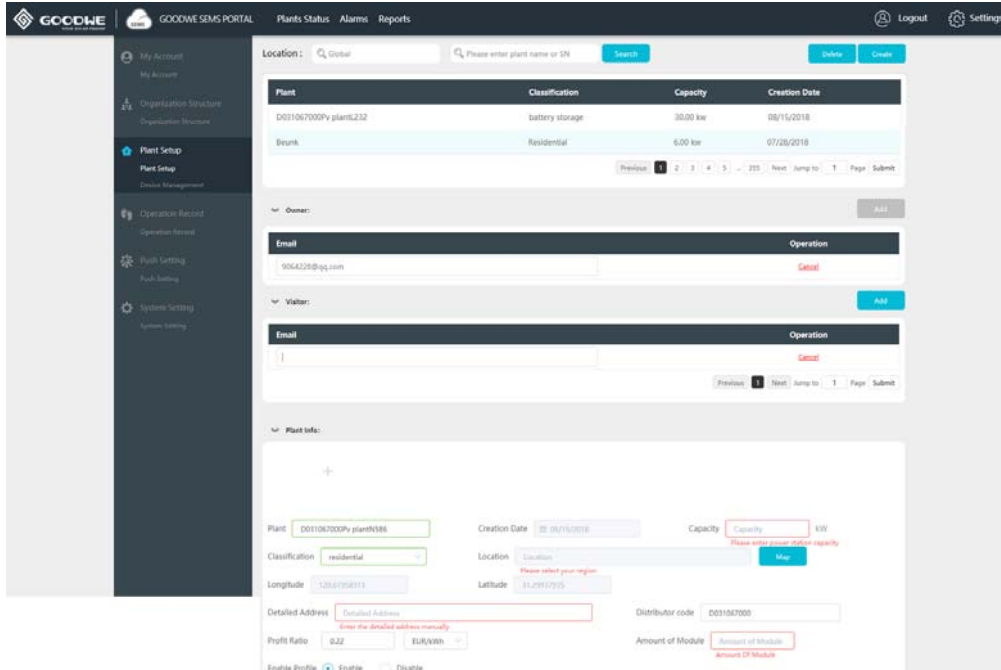 GOODWE
YOUR SOLAR ENGINE
SEMS
GOODWE SEMS PORTAL
Plants Status Alarms Reports
Logout
Settings
My Account
My Account
Organization Structure
Organization Structure
Plant Setup
Plant Setup
Device Management
Operation Record
Operation Record
Push Setting
Push Setting
System Setting
System Setting
Location : Global Please enter plant name or SN Search Delete Create
Plant Classification Capacity Creation Date
D031067000Pv plantL232 battery storage 30.00 kw 08/15/2018
Beunk Residential 6.00 kw 07/28/2018
Previous 1 2 3 4 5 .. 255 Next Jump to 1 Page Submit
Owner: Add
Email Operation
9064228@qq.com Cancel
Visitor: Add
Email Operation
Cancel
Previous 1 Next Jump to 1 Page Submit
Plant Info:
Plant D031067000Pv plantN586 Creation Date 08/15/2018 Capacity Capacity kW
Please enter power station capacity
Classification residential Location Location Map
Please select your region
Longitude Latitude
Detailed Address Detailed Address Distributor code D031067000
Enter the detailed address manually
Profit Ratio 0.22 EUR/kWh Amount of Module Amount of Module
Amount Of Module
Enable Profile Enable Disable